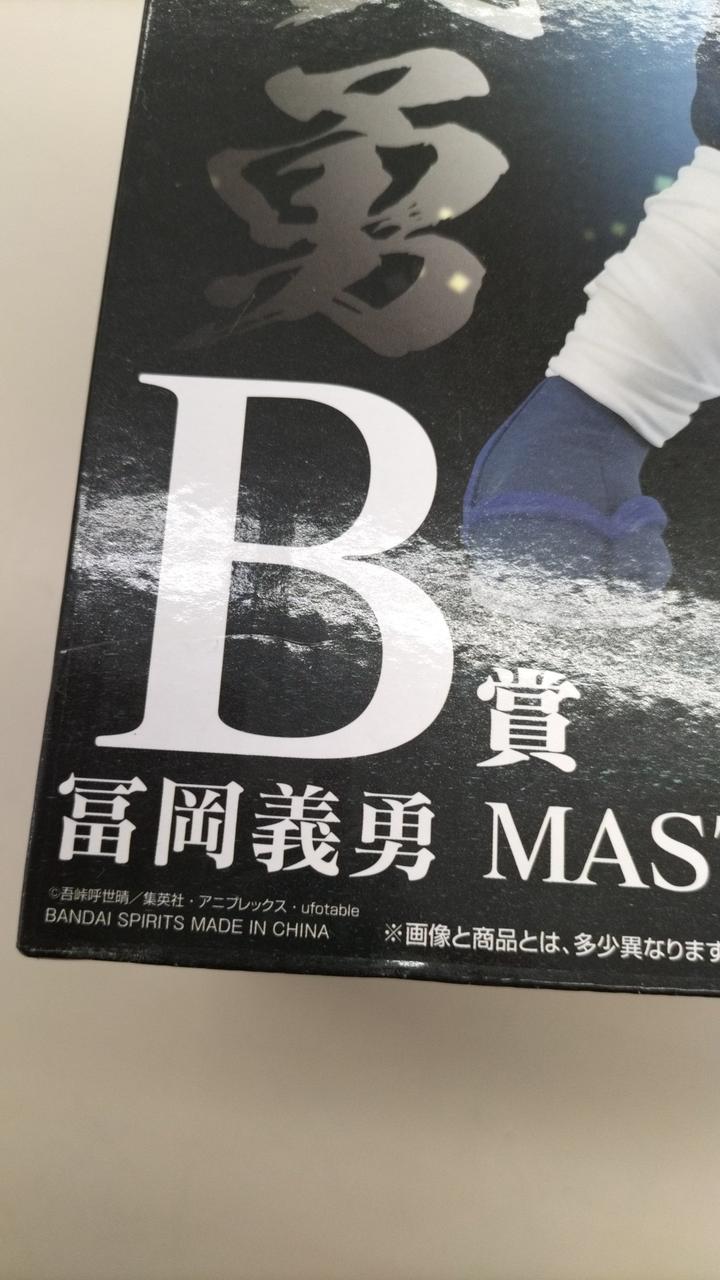 勇
B賞
冨岡義勇 MAS
©吾峠呼世晴／集英社・アニプレックス・ufotable
BANDAI SPIRITS MADE IN CHINA
※画像と商品とは、多少異なります